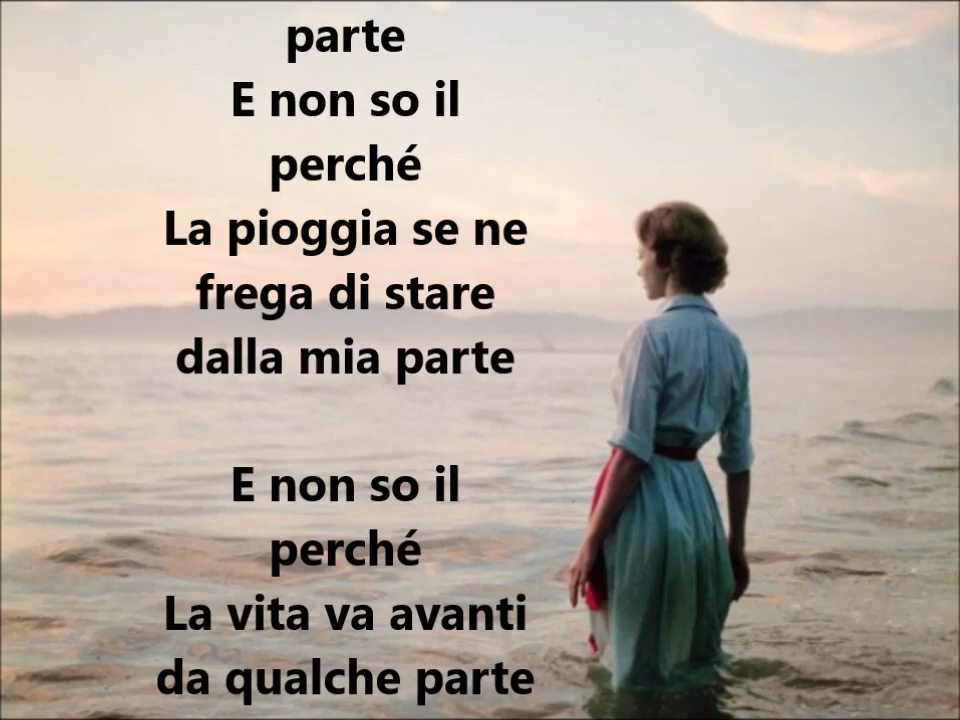 parte
E non so il
perché
La pioggia se ne
frega di stare
dalla mia parte
E non so il
perché
La vita va avanti
da qualche parte